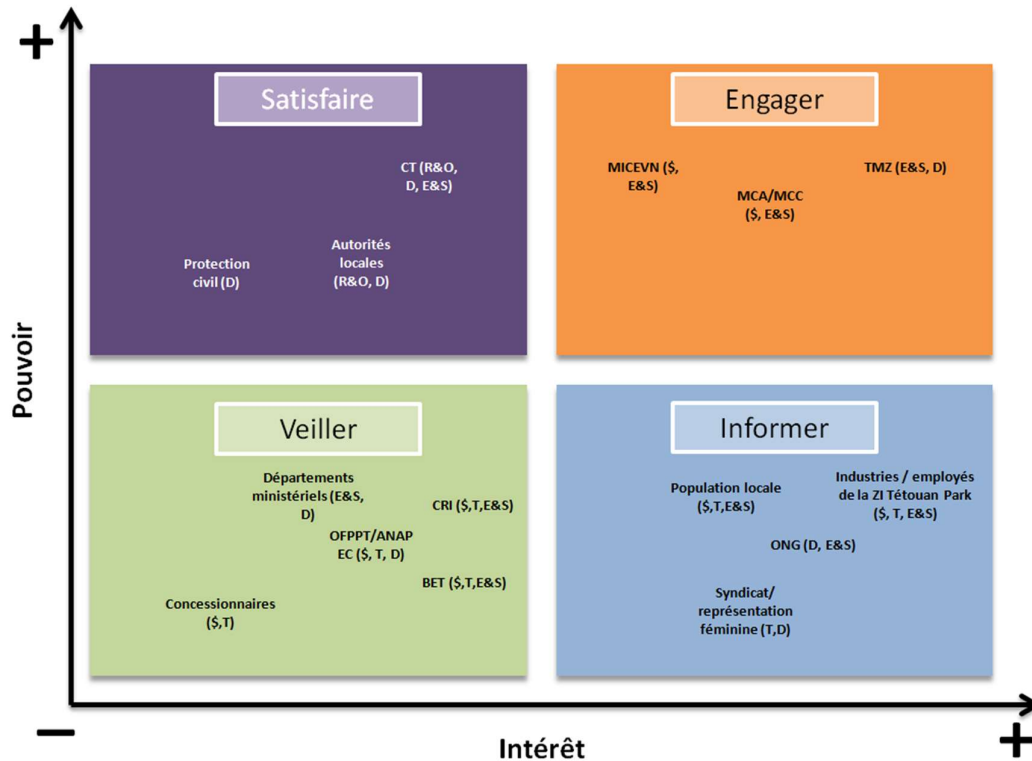 +
Pouvoir
Satisfaire
CT (R&O,
D, E&S)
Autorités
locales
(R&O, D)
Protection
civil (D)
Engager
MICEVN ($,
E&S)
MCA/MCC
($, E&S)
TMZ (E&S, D)
Veiller
Départements
ministériels (E&S,
D)
CRI ($,T,E&S)
OFPPT/ANAP
EC ($, T, D)
BET ($,T,E&S)
Concessionnaires
($,T)
Informer
Population locale
($,T,E&S)
Industries / employés
de la ZI Tétouan Park
($, T, E&S)
ONG (D, E&S)
Syndicat/
représentation
féminine (T,D)
–
Intérêt
+